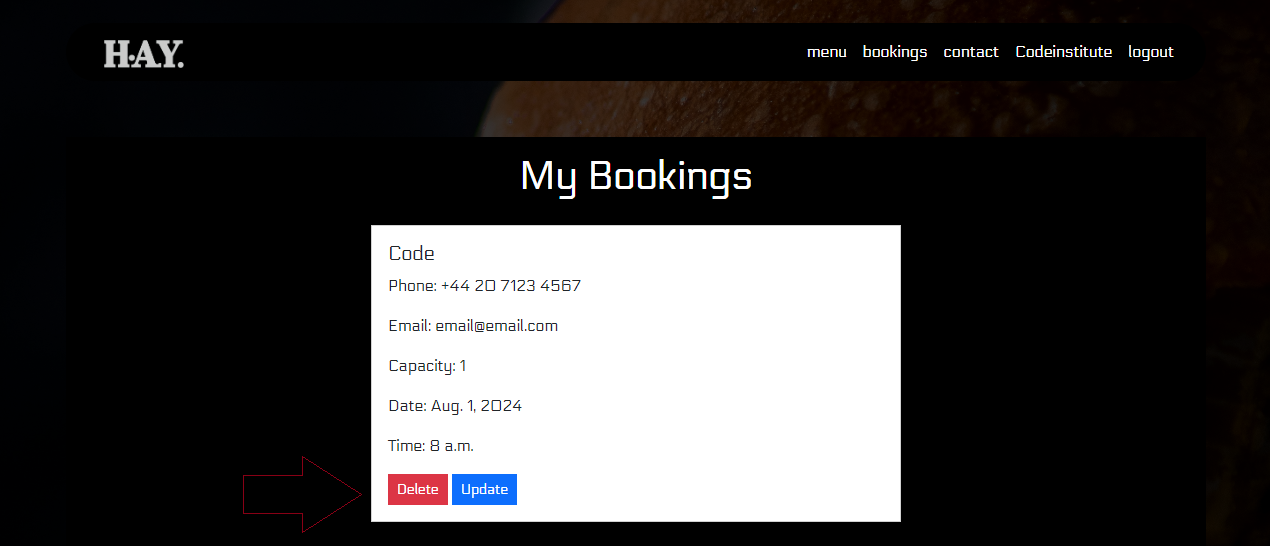 H.A.Y.
menu bookings contact Codeinstitute logout
My Bookings
Code
Phone: +44 20 7123 4567
Email: email@email.com
Capacity: 1
Date: Aug. 1, 2024
Time: 8 a.m.
Delete Update